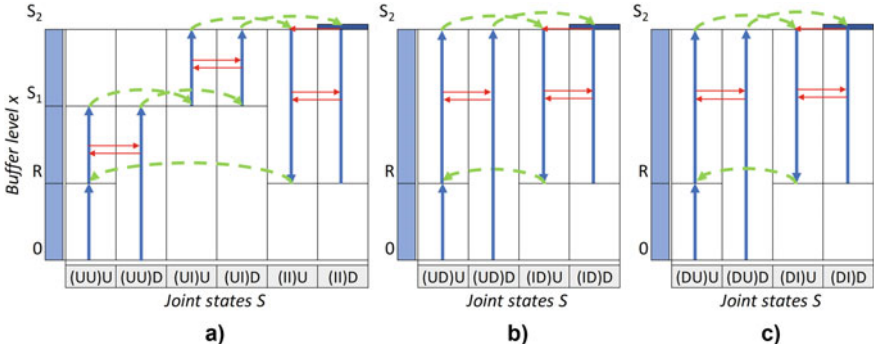 S2
S1
R
0
Buffer level x
(UU)U (UU)D (UI)U (UI)D (II)U (II)D
Joint states S
a)
S2
R
0
(UD)U (UD)D (ID)U (ID)D
Joint states S
b)
S2
R
0
(DU)U (DU)D (DI)U (DI)D
Joint states S
c)